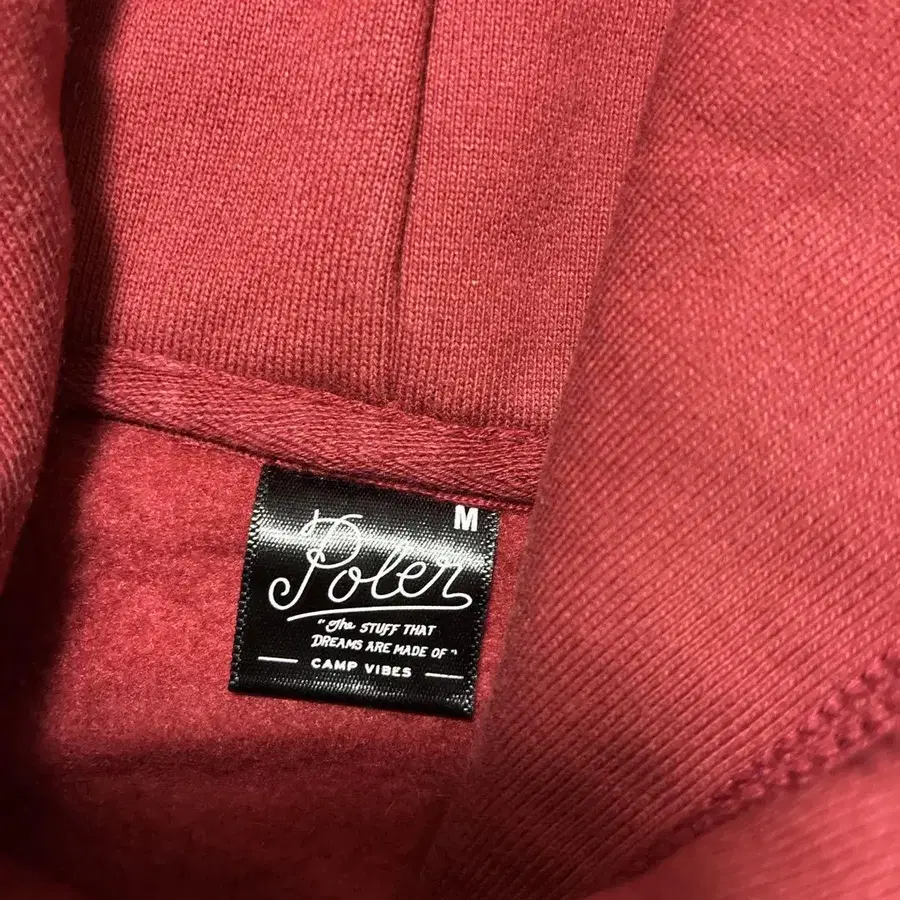 M
Poler
"The STUFF THAT
DREAMS ARE MADE OF"
CAMP VIBES